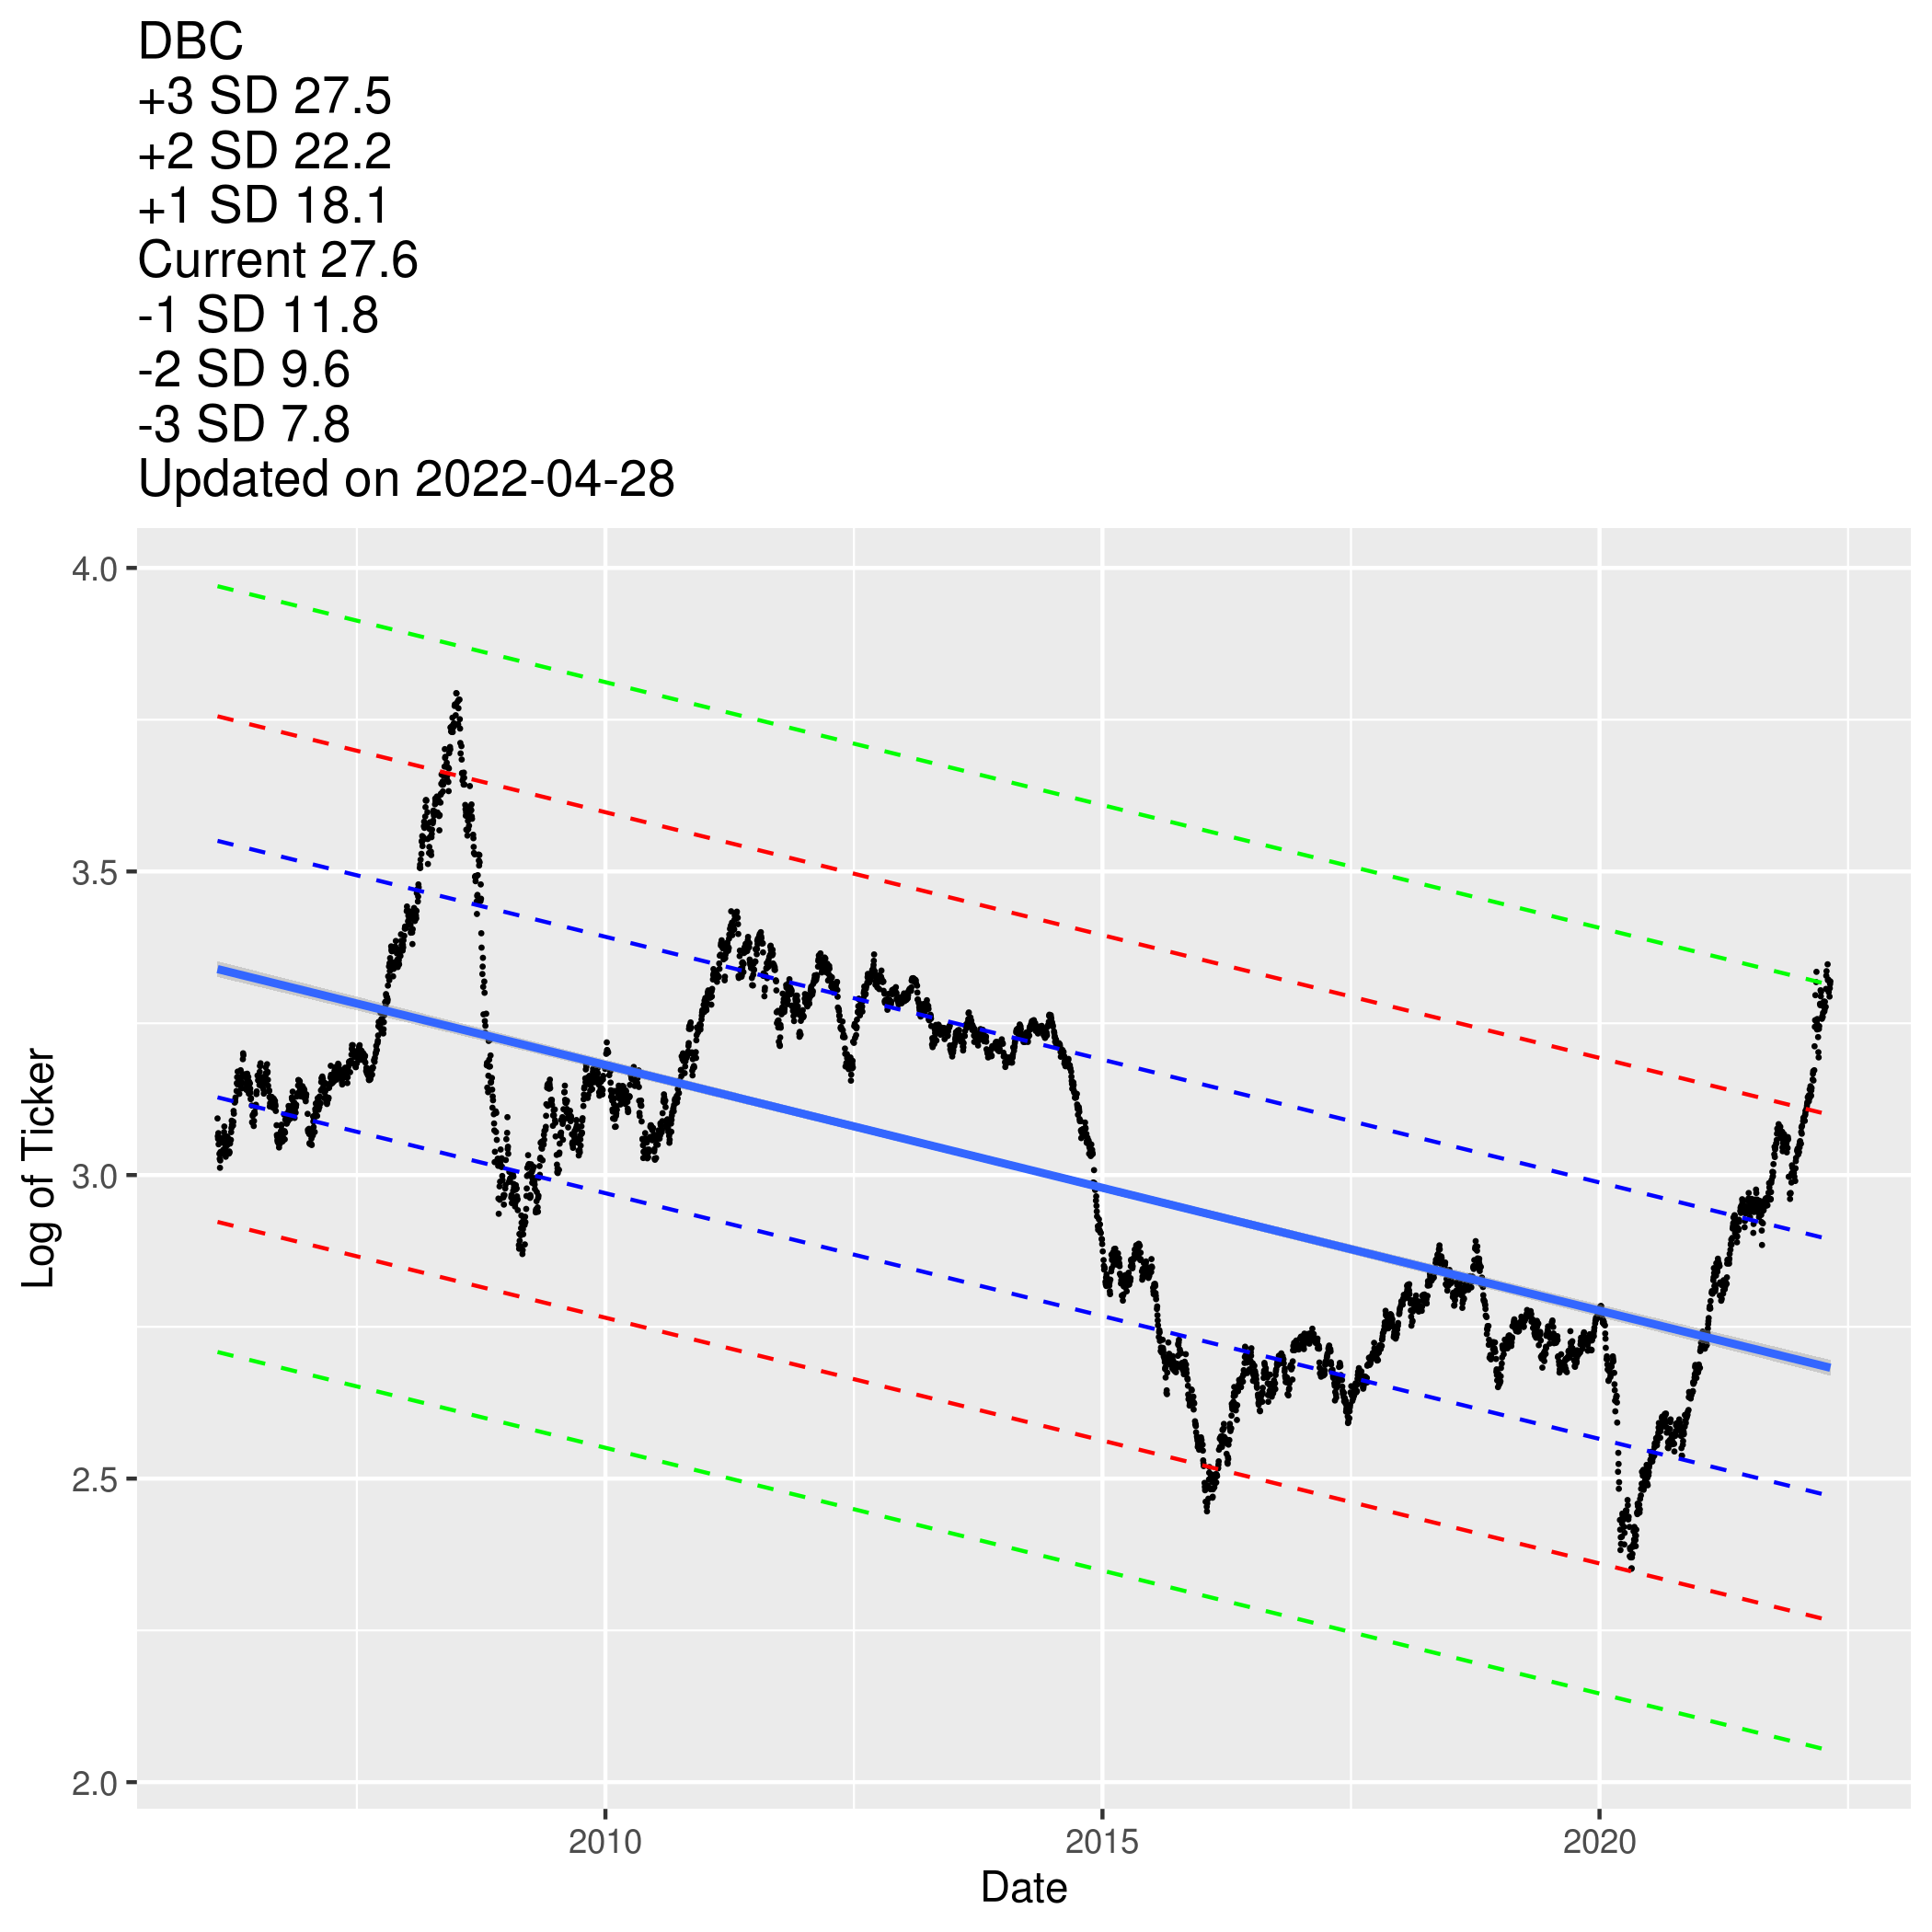 DBC
+3 SD 27.5
+2 SD 22.2
+1 SD 18.1
Current 27.6
-1 SD 11.8
-2 SD 9.6
-3 SD 7.8
Updated on 2022-04-28
4.0
3.5
3.0
2.5
2.0
Log of Ticker
2010
2015
2020
Date